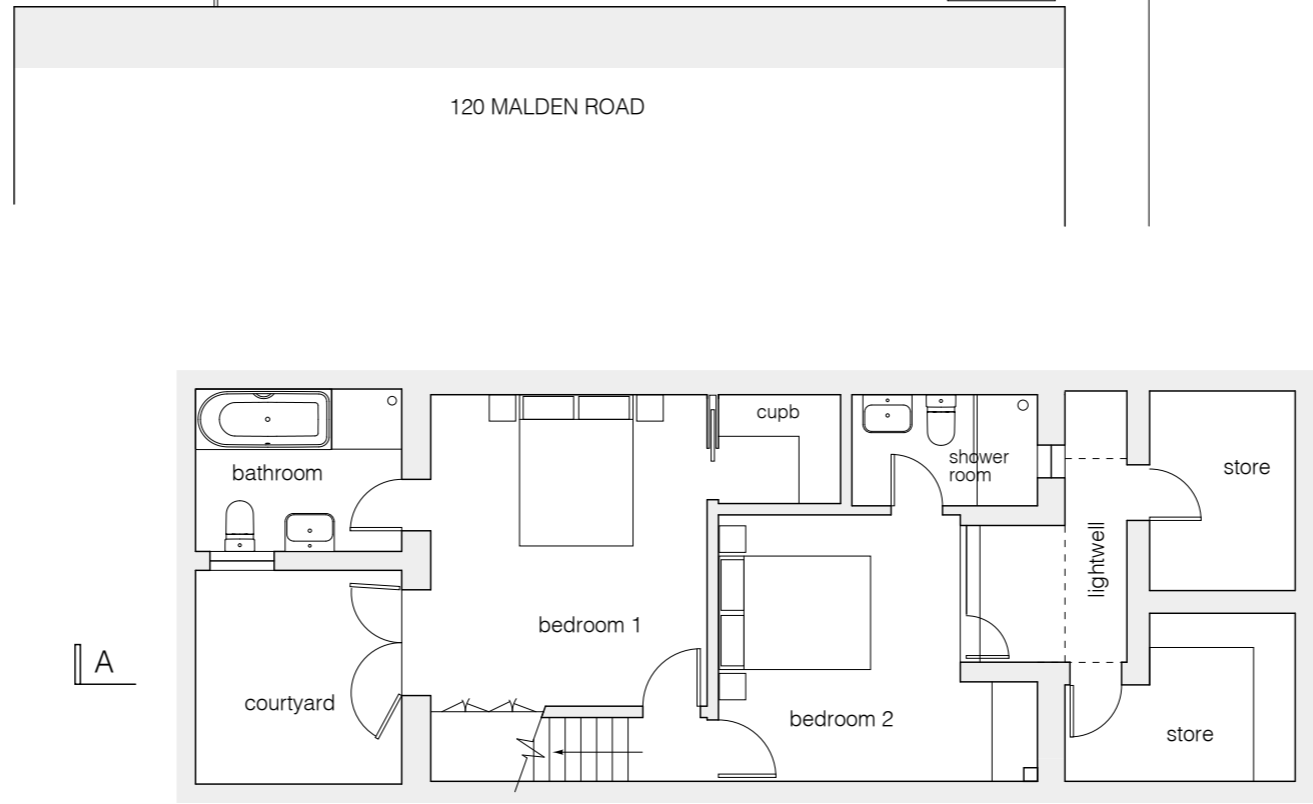 120 MALDEN ROAD
cupb
bathroom
shower
room
store
lightwell
bedroom 1
A
courtyard
bedroom 2
store